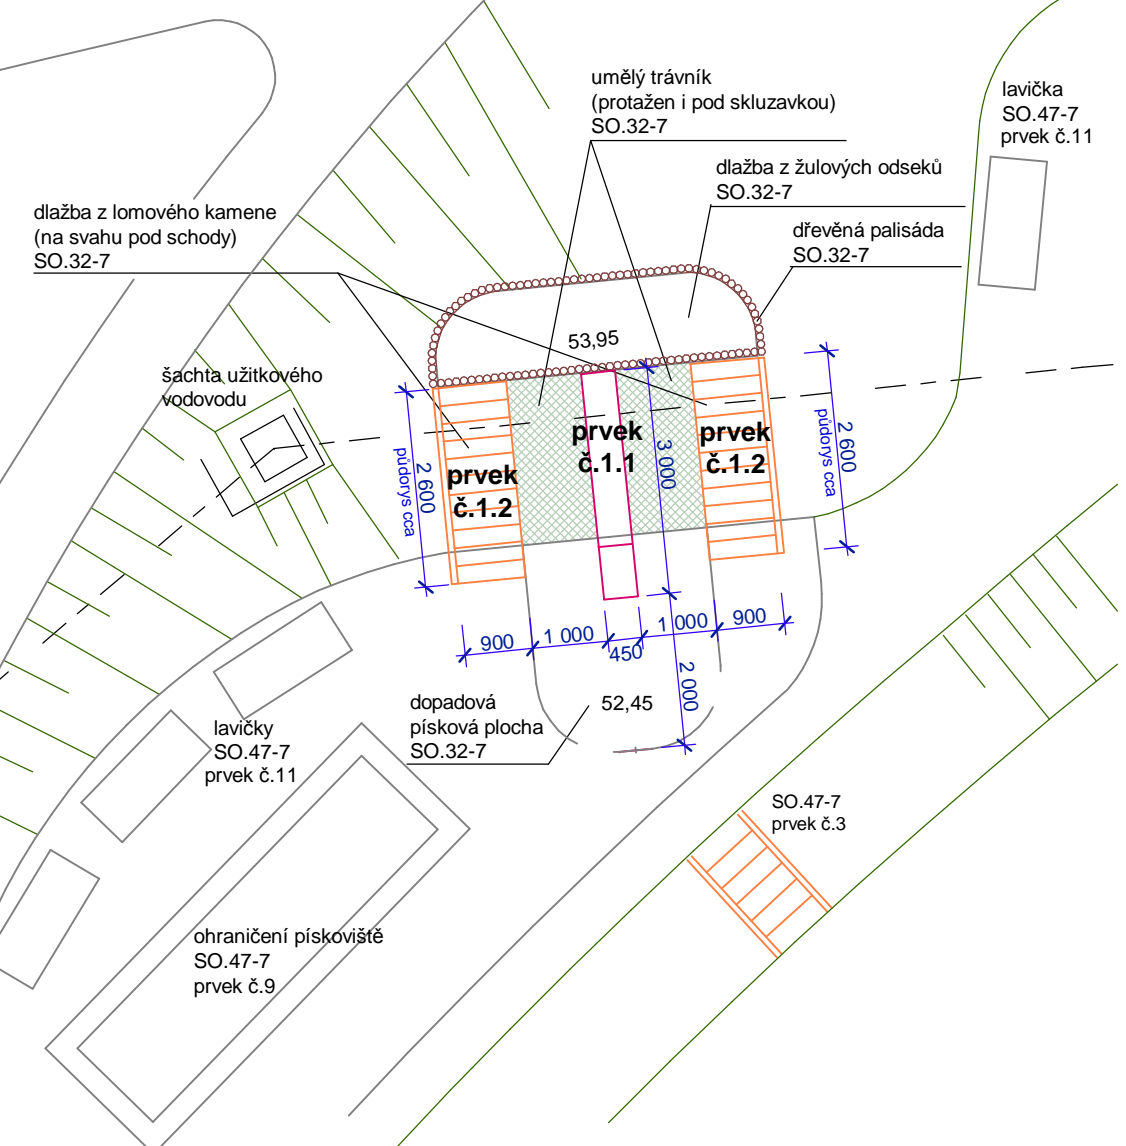 umělý trávník
(protažen i pod skluzavkou)
SO.32-7
lavička
SO.47-7
prvek č.11
dlažba z žulových odseků
SO.32-7
dlažba z lomového kamene
(na svahu pod schody)
SO.32-7
dřevěná palisáda
SO.32-7
53,95
šachta užitkového
vodovodu
prvek
č.1.1
prvek
č.1.2
prvek
č.1.2
2 600
půdorys cca
3 000
2 600
půdorys cca
900
1 000
450
1 000
900
2 000
dopadová
písková plocha
SO.32-7
52,45
lavičky
SO.47-7
prvek č.11
SO.47-7
prvek č.3
ohraničení pískoviště
SO.47-7
prvek č.9